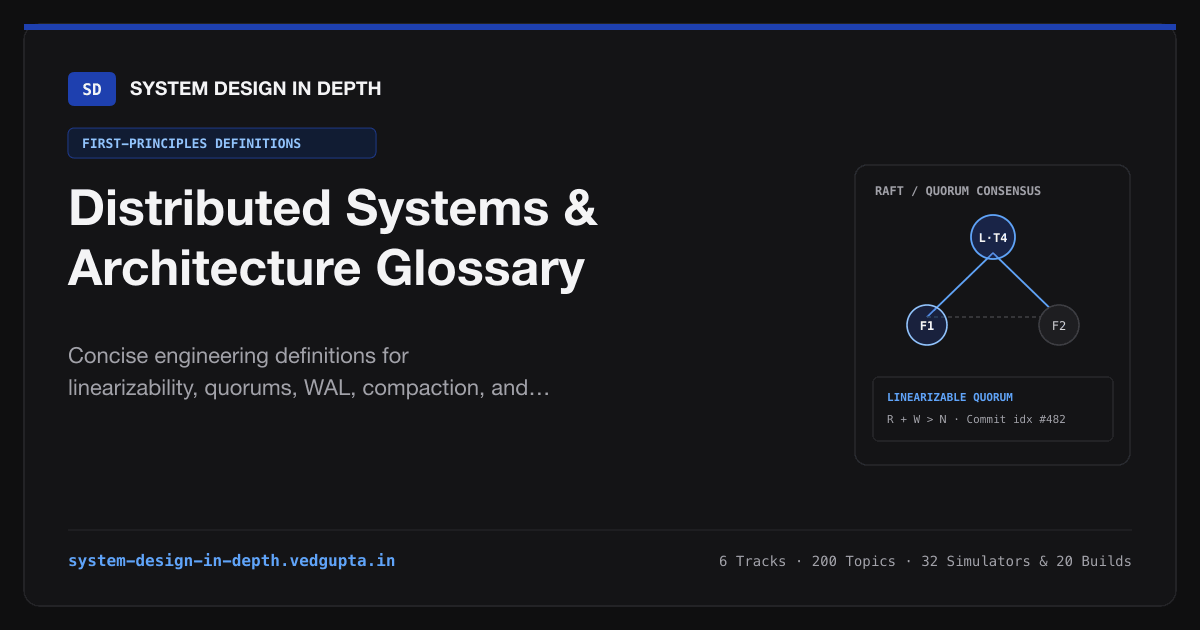 SD
SYSTEM DESIGN IN DEPTH
FIRST-PRINCIPLES DEFINITIONS
Distributed Systems &
Architecture Glossary
Concise engineering definitions for
linearizability, quorums, WAL, compaction, and…
RAFT / QUORUM CONSENSUS
L·T4
F1
F2
LINEARIZABLE QUORUM
R + W > N · Commit idx #482
system-design-in-depth.vedgupta.in
6 Tracks · 200 Topics · 32 Simulators & 20 Builds